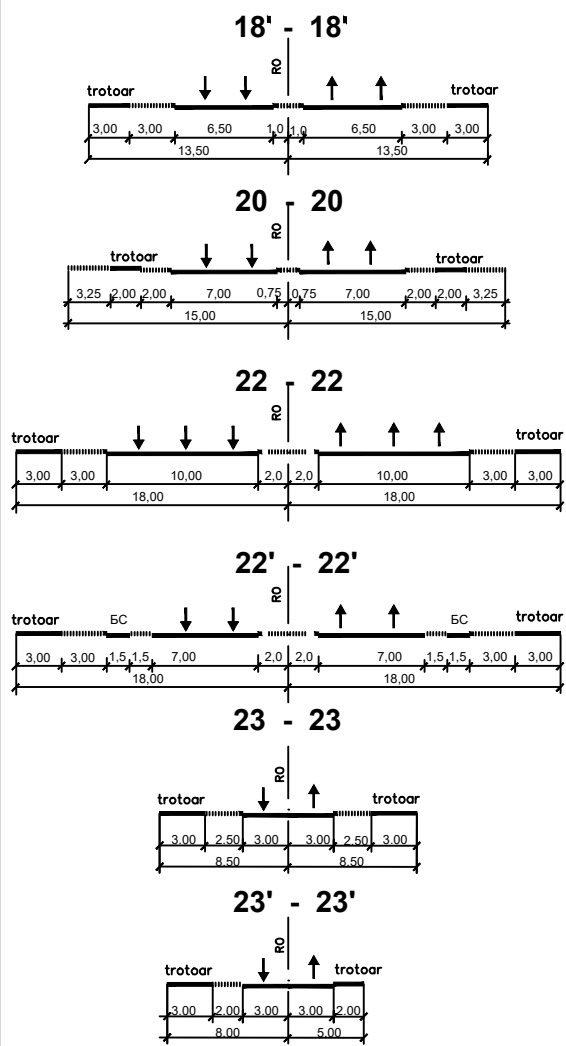 18' - 18'
RO
trotoar trotoar
3,00 3,00 6,50 1,0 1,0 6,50 3,00 3,00
13,50 13,50
20 - 20
RO
trotoar trotoar
3,25 2,00 2,00 7,00 0,75 0,75 7,00 2,00 2,00 3,25
15,00 15,00
22 - 22
RO
trotoar trotoar
3,00 3,00 10,00 2,0 2,0 10,00 3,00 3,00
18,00 18,00
22' - 22'
RO
trotoar БС БС trotoar
3,00 3,00 1,5 1,5 7,00 2,0 2,0 7,00 1,5 1,5 3,00 3,00
18,00 18,00
23 - 23
RO
trotoar trotoar
3.00 2.50 3.00 3.00 2.50 3.00
8.50 8.50
23' - 23'
RO
trotoar trotoar
3.00 2.00 3.00 3.00 2.00
8.00 5.00